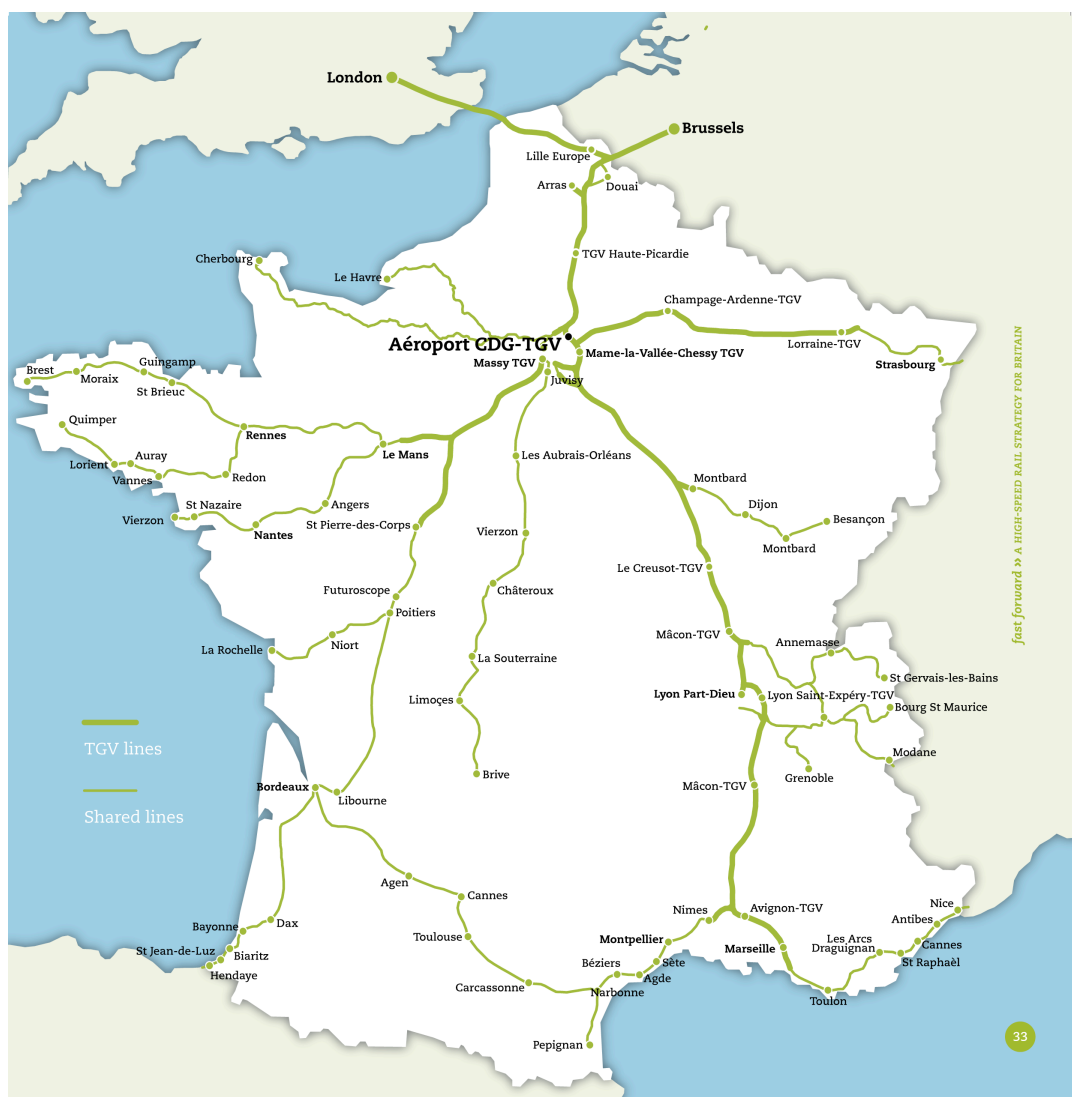 London
Brussels
Lille Europe
Arras
Douai
TGV Haute-Picardie
Cherbourg
Le Havre
Champage-Ardenne-TGV
Lorraine-TGV
Strasbourg
Aéroport CDG-TGV
Mame-la-Vallée-Chessy TGV
Massy TGV
Juvisy
Brest
Moraix
Guingamp
St Brieuc
Quimper
Rennes
Le Mans
Les Aubrais-Orléans
Lorient
Auray
Vannes
Redon
Montbard
Dijon
Besançon
Montbard
Vierzon
St Nazaire
Nantes
Angers
St Pierre-des-Corps
Vierzon
Le Creusot-TGV
Futuroscope
Poitiers
Châteroux
Mâcon-TGV
Annemasse
La Rochelle
Niort
La Souterraine
St Gervais-les-Bains
Lyon Part-Dieu
Lyon Saint-Expéry-TGV
Bourg St Maurice
Limoçes
Modane
Grenoble
TGV lines
Shared lines
Brive
Mâcon-TGV
Bordeaux
Libourne
Agen
Cannes
Toulouse
Carcassonne
Dax
Bayonne
St Jean-de-Luz
Biaritz
Hendaye
Nimes
Avignon-TGV
Montpellier
Marseille
Béziers
Sète
Agde
Narbonne
Pepignan
Nice
Antibes
Cannes
Les Arcs
Draguignan
St Raphaèl
Toulon
fast forward » A HIGH-SPEED RAIL STRATEGY FOR BRITAIN
33